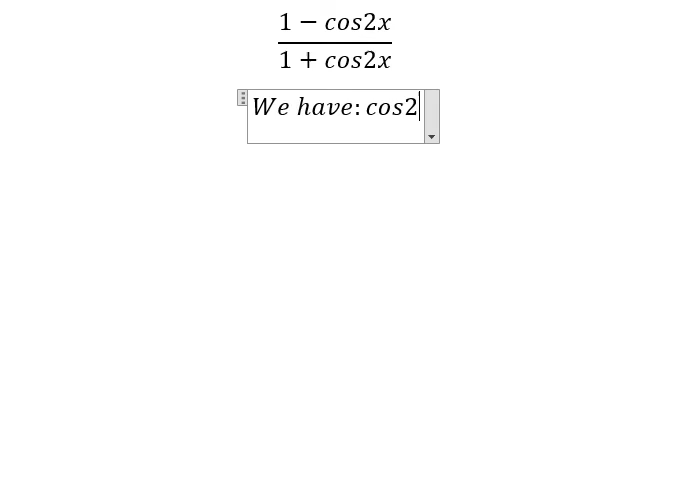 1 − cos2x
1 + cos2x
We have: cos2